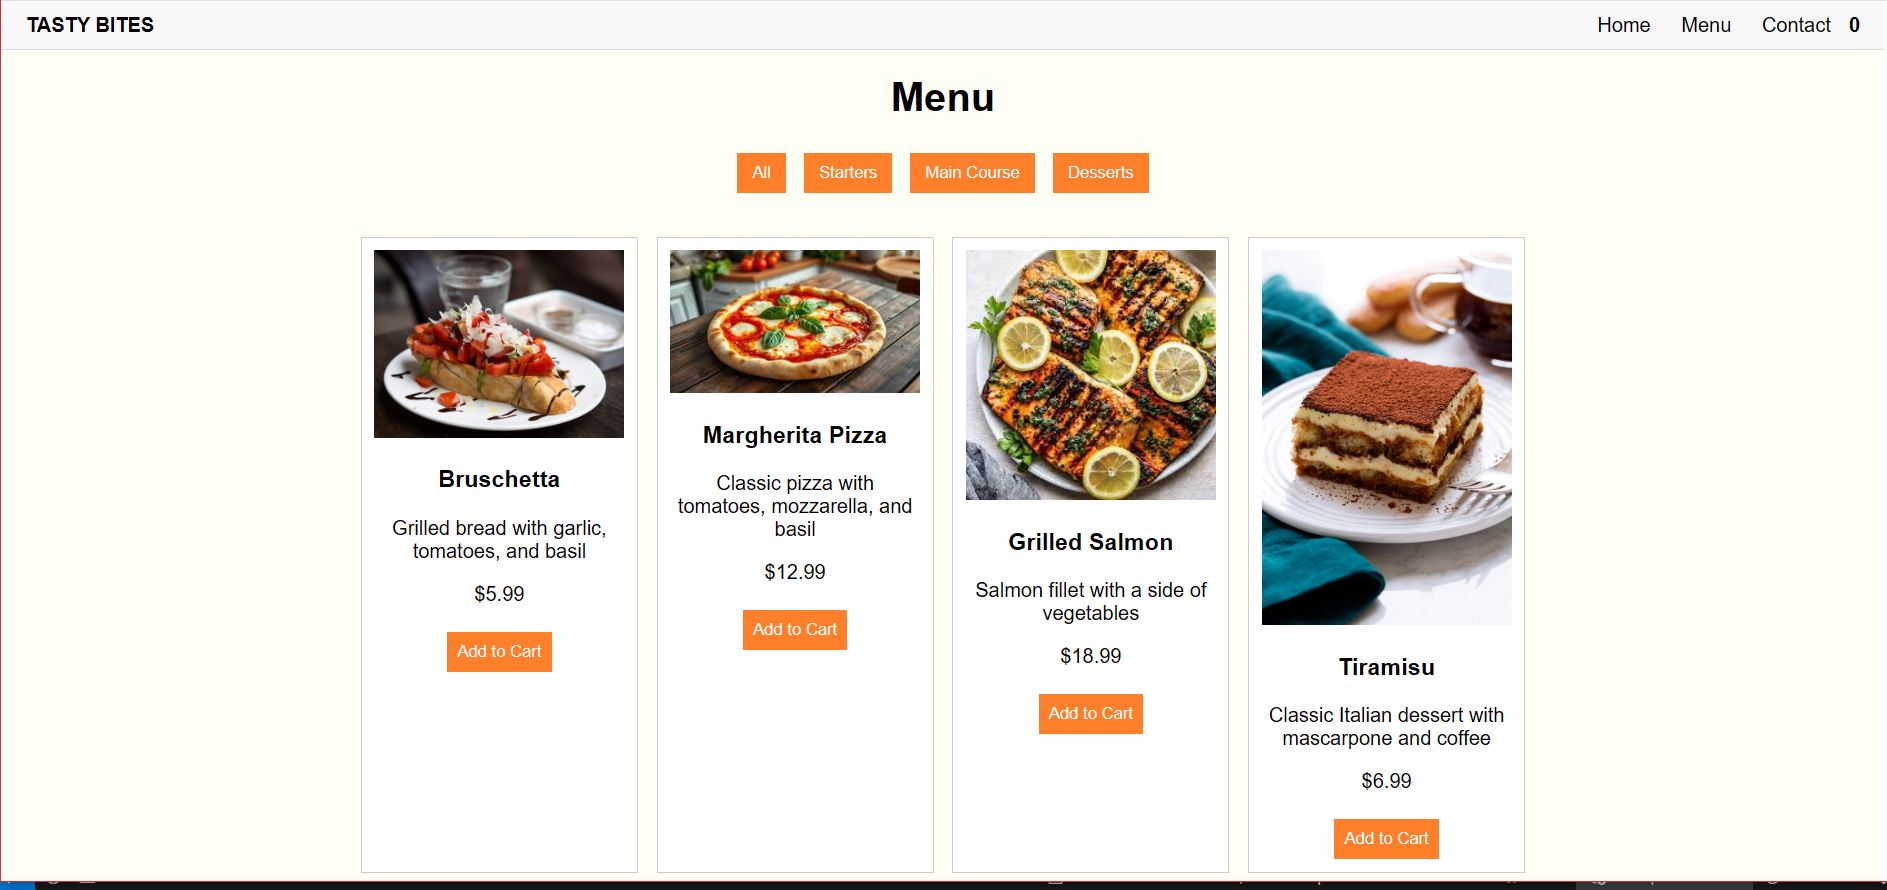 TASTY BITES
Home Menu Contact 0
Menu
All Starters Main Course Desserts
Bruschetta
Grilled bread with garlic,
tomatoes, and basil
$5.99
Add to Cart
Margherita Pizza
Classic pizza with
tomatoes, mozzarella, and
basil
$12.99
Add to Cart
Grilled Salmon
Salmon fillet with a side of
vegetables
$18.99
Add to Cart
Tiramisu
Classic Italian dessert with
mascarpone and coffee
$6.99
Add to Cart